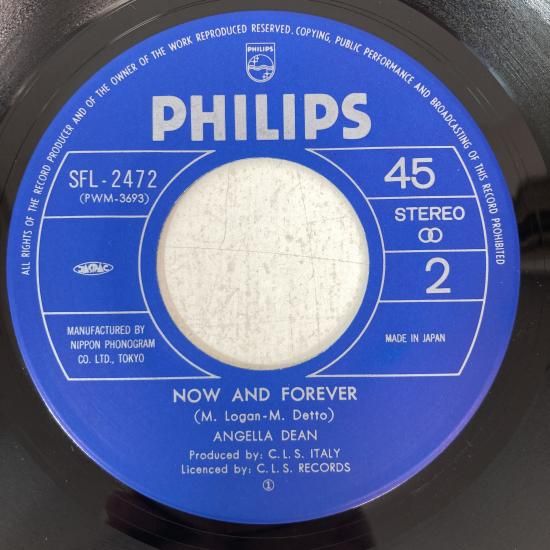 ALL RIGHTS OF THE RECORD PRODUCER AND OF THE OWNER OF THE WORK REPRODUCED RESERVED. COPYING, PUBLIC PERFORMANCE AND BROADCASTING OF THIS RECORD PROHIBITED
PHILIPS
PHILIPS
SFL-2472
(PWM-3693)
45
STEREO
2
JASRAC
MANUFACTURED BY
NIPPON PHONOGRAM
CO. LTD., TOKYO
MADE IN JAPAN
NOW AND FOREVER
(M. Logan-M. Detto)
ANGELLA DEAN
Produced by: C.L.S. ITALY
Licenced by: C.L.S. RECORDS
①